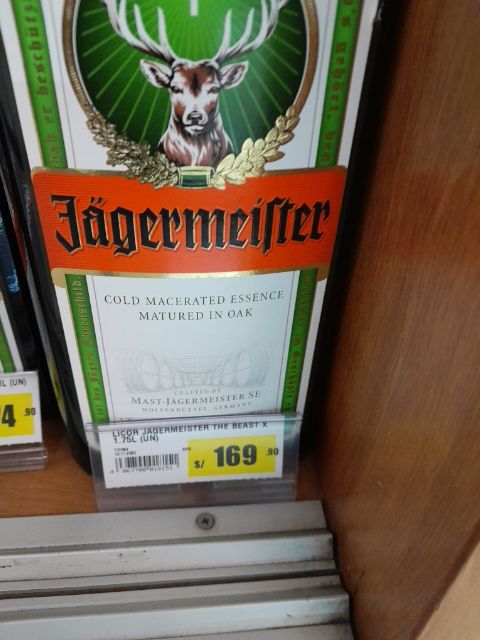 Jägermeiſter
COLD MACERATED ESSENCE
MATURED IN OAK
CRAFTED BY
MAST-JÄGERMEISTER SE
WOLFENBÜTTEL, GERMANY
LICOR JAGERMEISTER THE BEAST X
1.75L (UN)
S/ 169 .90
L (UN)
4 .90